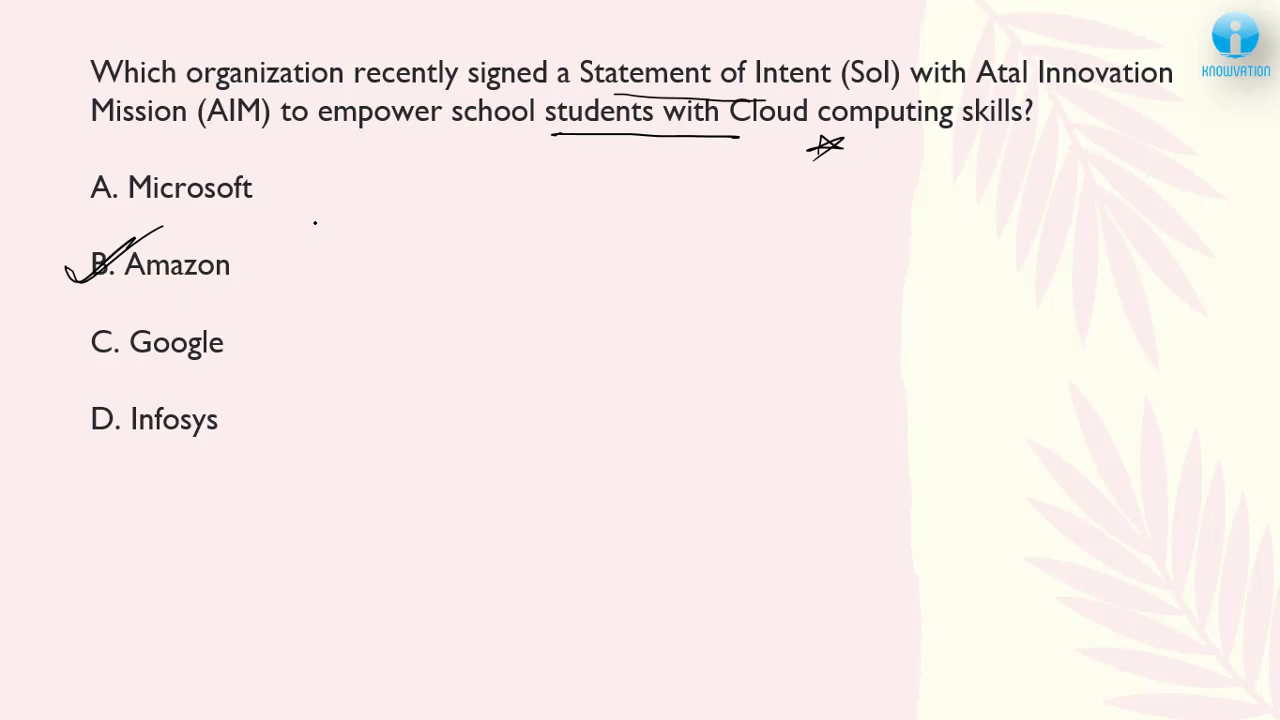 Which organization recently signed a Statement of Intent (SoI) with Atal Innovation
Mission (AIM) to empower school students with Cloud computing skills?
A. Microsoft
B. Amazon
C. Google
D. Infosys
KNOWVATION